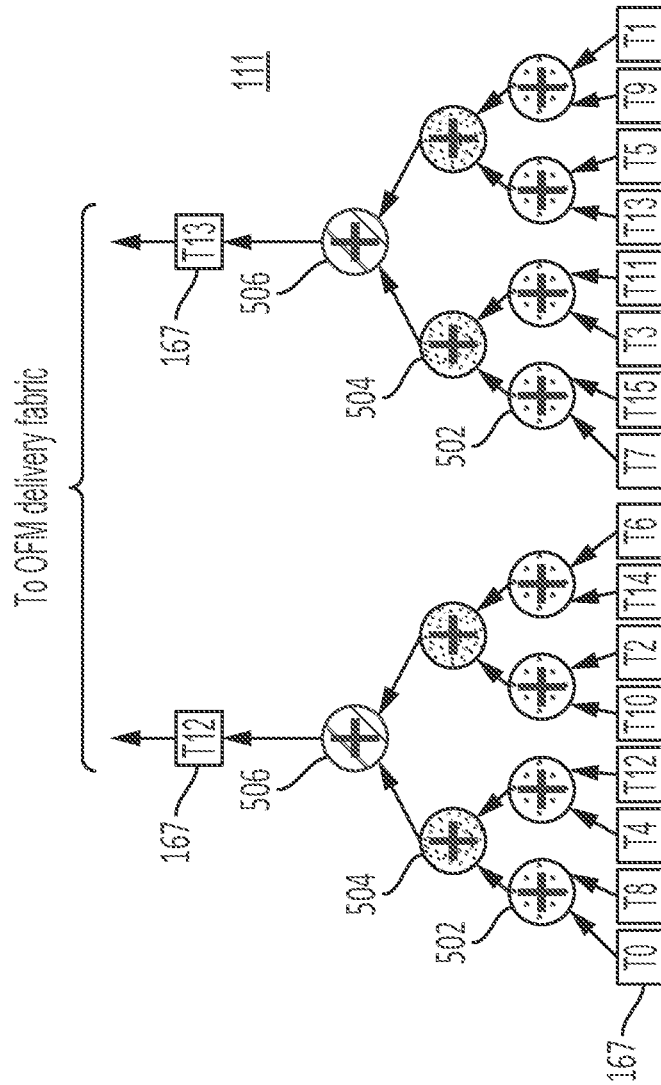 To OFM delivery fabric
111
167
T12
T13
167
506
506
504
504
502
502
T0
T8
T4
T12
T10
T2
T14
T6
T7
T15
T3
T11
T13
T5
T9
T1
167